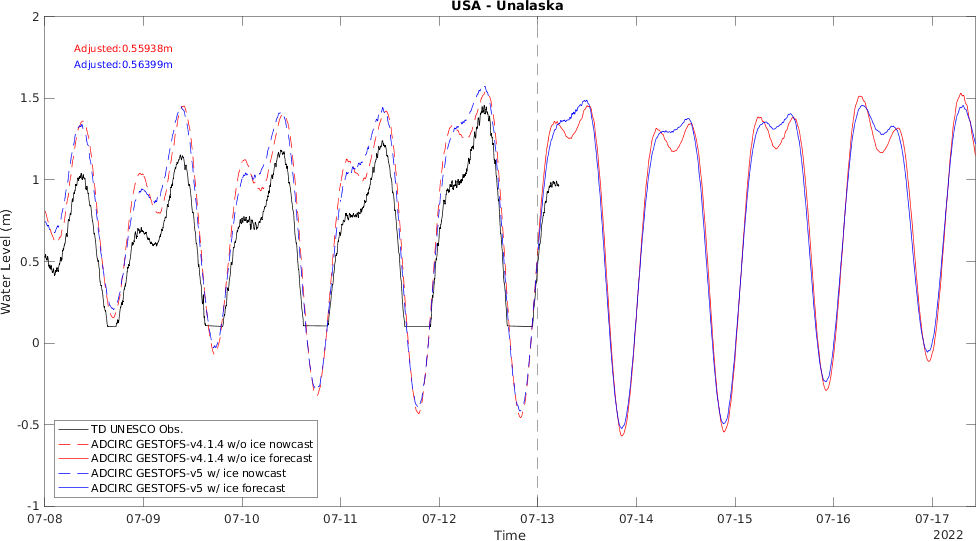 USA - Unalaska
2
1.5
1
0.5
0
-0.5
-1
Water Level (m)
Adjusted:0.55938m
Adjusted:0.56399m
TD UNESCO Obs.
ADCIRC GESTOFS-v4.1.4 w/o ice nowcast
ADCIRC GESTOFS-v4.1.4 w/o ice forecast
ADCIRC GESTOFS-v5 w/ ice nowcast
ADCIRC GESTOFS-v5 w/ ice forecast
07-08 07-09 07-10 07-11 07-12 07-13 07-14 07-15 07-16 07-17
Time
2022